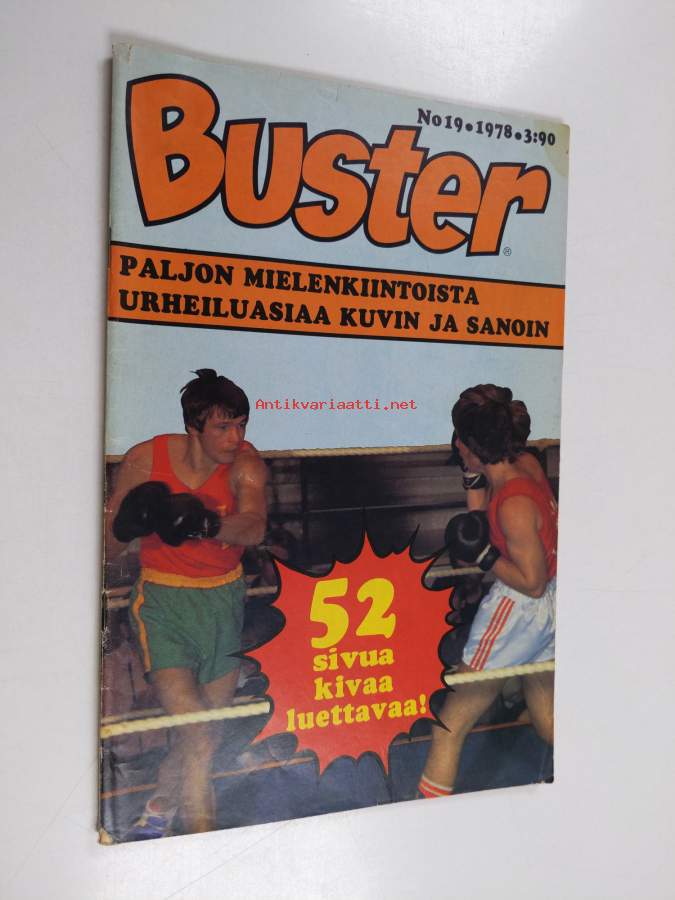 No 19 • 1978 • 3:90
Buster®
PALJON MIELENKIINTOISTA
URHEILUASIAA KUVIN JA SANOIN
Antikvariaatti.net
52
sivua
kivaa
luettavaa!